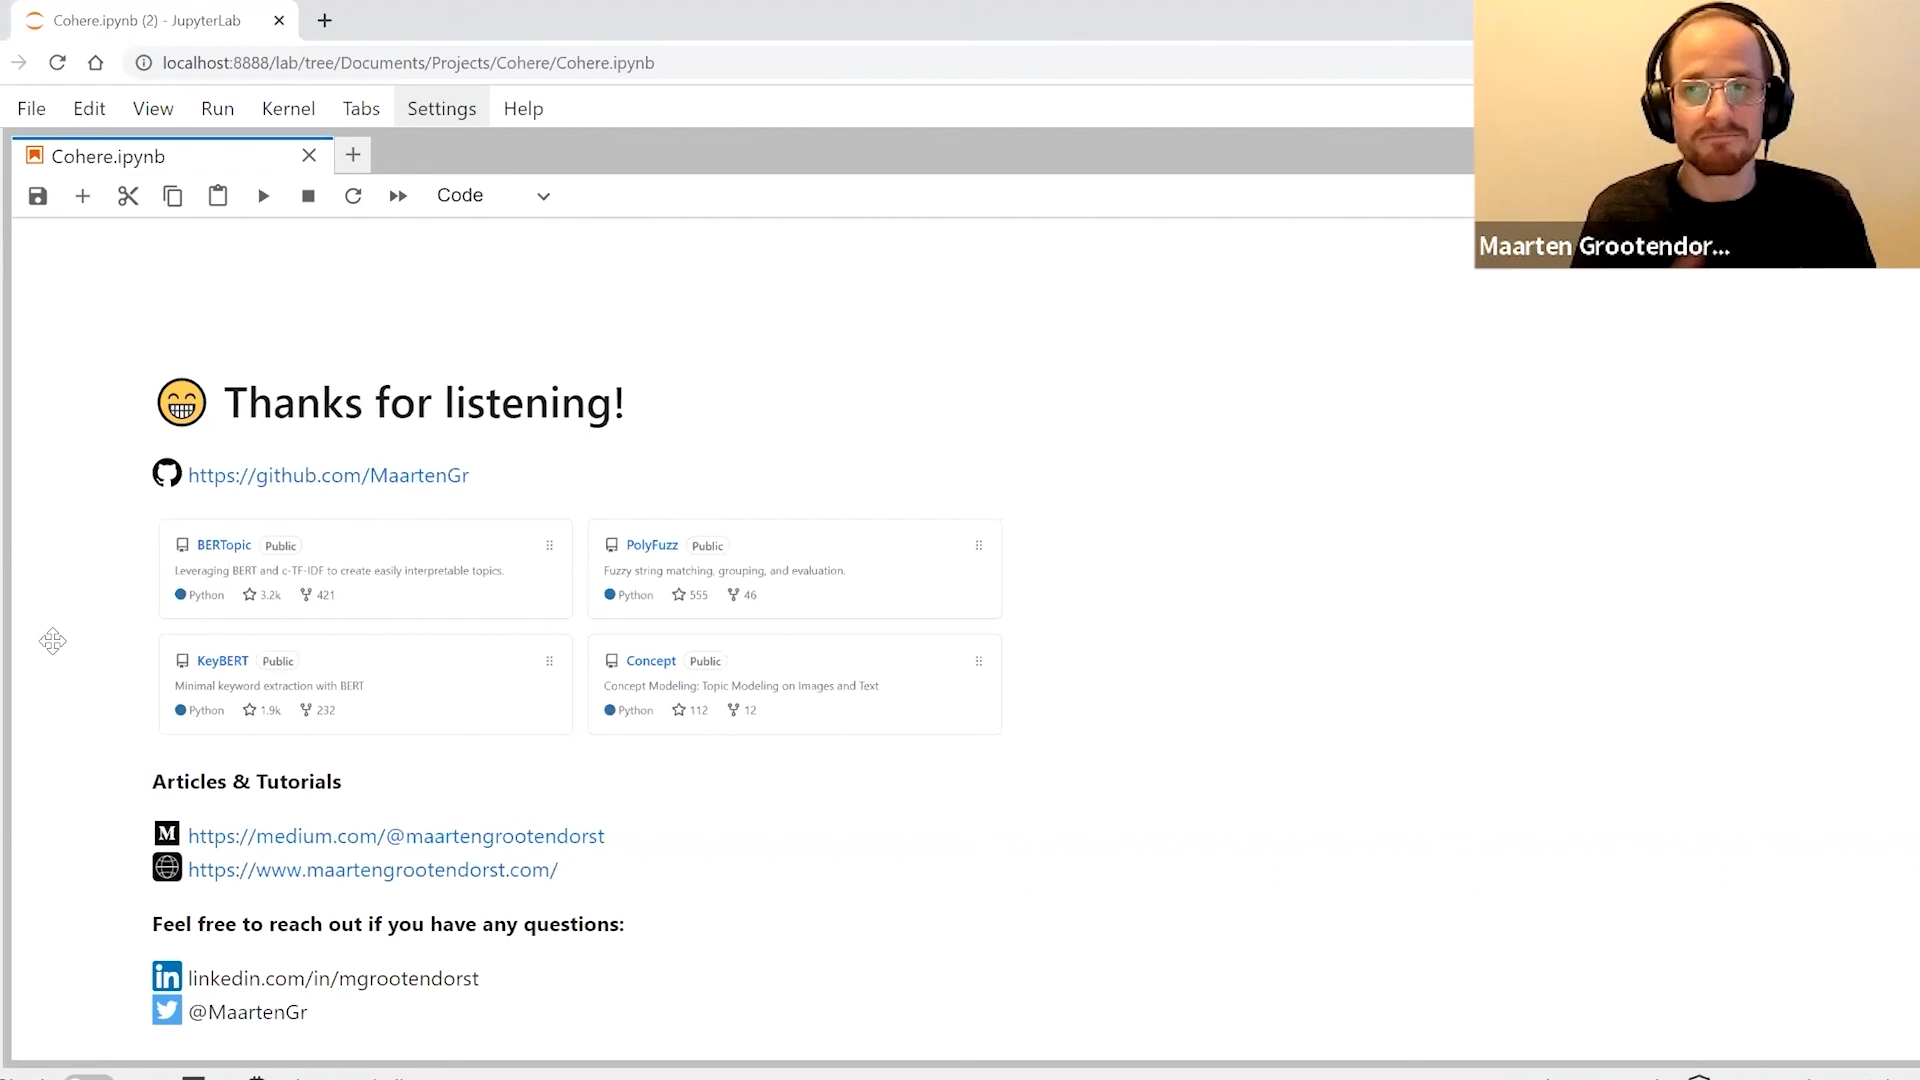 Cohere.ipynb (2) - JupyterLab
localhost:8888/lab/tree/Documents/Projects/Cohere/Cohere.ipynb
File Edit View Run Kernel Tabs Settings Help
Cohere.ipynb
Code
Maarten Grootendor...
Thanks for listening!
https://github.com/MaartenGr
BERTopic Public
Leveraging BERT and c-TF-IDF to create easily interpretable topics.
Python 3.2k 421
PolyFuzz Public
Fuzzy string matching, grouping, and evaluation.
Python 555 46
KeyBERT Public
Minimal keyword extraction with BERT
Python 1.9k 232
Concept Public
Concept Modeling: Topic Modeling on Images and Text
Python 112 12
Articles & Tutorials
M https://medium.com/@maartengrootendorst
https://www.maartengrootendorst.com/
Feel free to reach out if you have any questions:
in linkedin.com/in/mgrootendorst
@MaartenGr